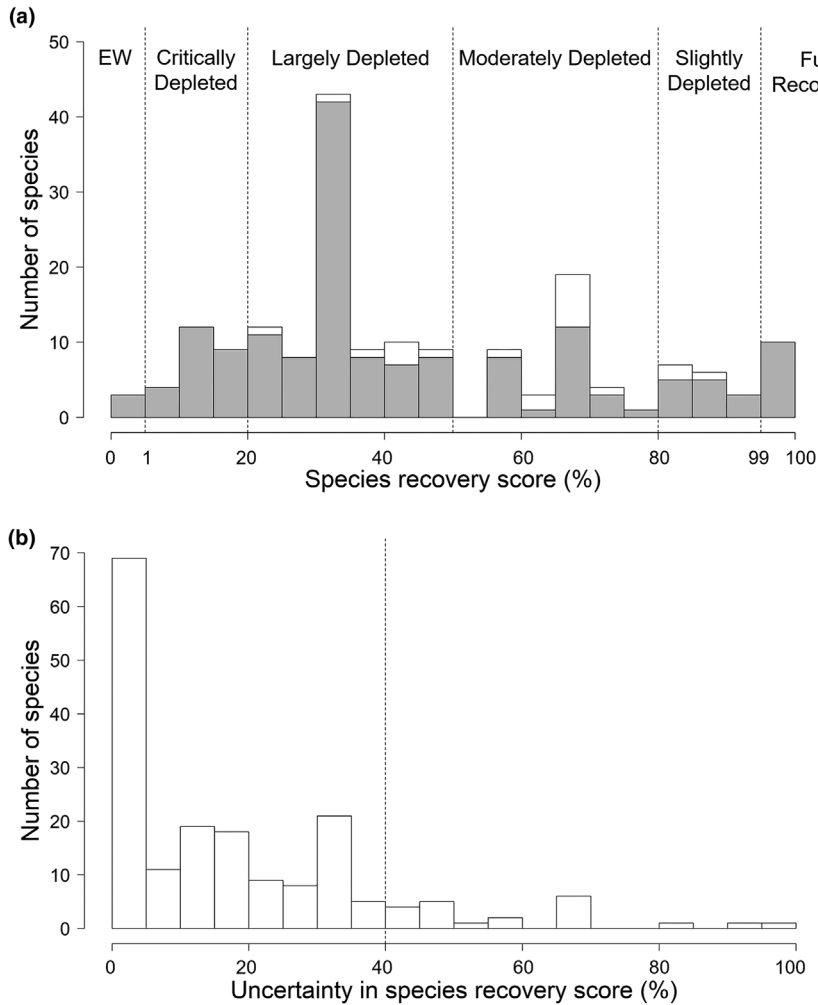 (a)
50
40
30
20
10
0
Number of species
EW
Critically
Depleted
Largely Depleted
Moderately Depleted
Slightly
Depleted
Fu
Reco
0 1 20 40 60 80 99 100
Species recovery score (%)
(b)
70
60
50
40
30
20
10
0
Number of species
0 20 40 60 80 100
Uncertainty in species recovery score (%)